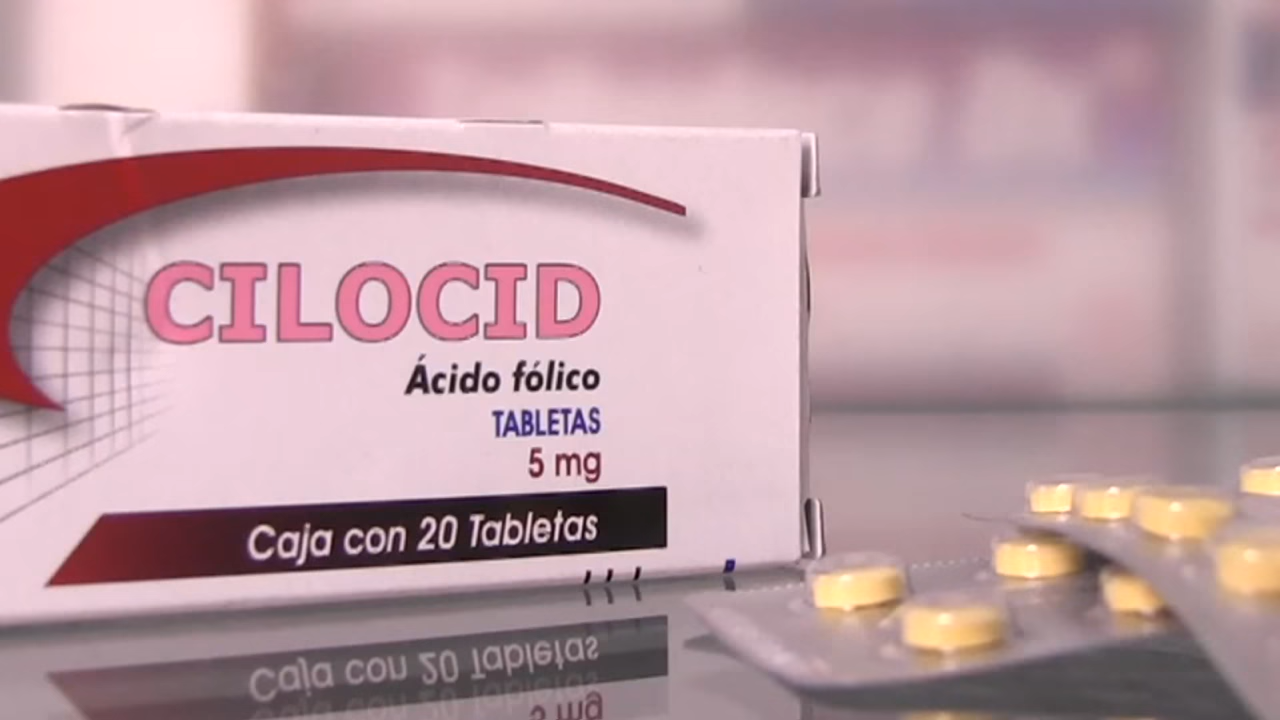 CILOCID
Ácido fólico
TABLETAS
5 mg
Caja con 20 Tabletas